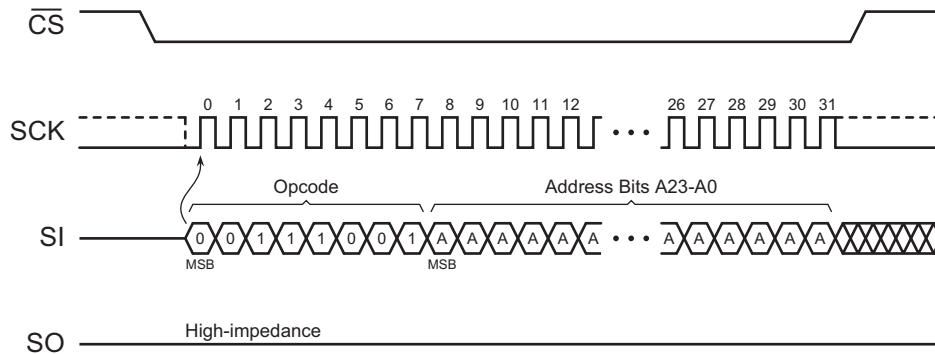 CS
SCK
0 1 2 3 4 5 6 7 8 9 10 11 12 26 27 28 29 30 31
Opcode Address Bits A23-A0
SI
0 0 1 1 1 0 0 1 A A A A A A A A A A A A
MSB MSB
SO
High-impedance